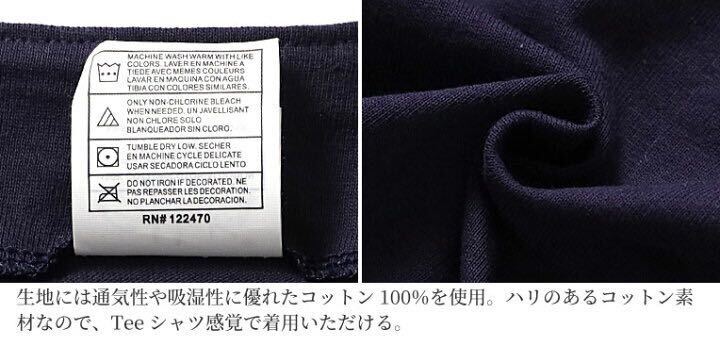 MACHINE WASH WARM WITH LIKE
COLORS. LAVER EN MACHINE A
TIEDE AVEC MEMES COULEURS
LAVAR EN MAQUINA CON AGUA
TIBIA CON COLORES SIMILARES.
ONLY NON-CHLORINE BLEACH
WHEN NEEDED. UN JAVELLISANT
NON CHLORE SOLO
BLANQUEADOR SIN CLORO.
TUMBLE DRY LOW. SECHER
EN MACHINE CYCLE DELICATE
USAR SECADORA CICLO LENTO
DO NOT IRON IF DECORATED. NE
PAS REPASSER LES DECORATION.
NO PLANCHAR LA DECORACION.
RN# 122470
生地には通気性や吸湿性に優れたコットン100%を使用。ハリのあるコットン素
材なので、Teeシャツ感覚で着用いただける。